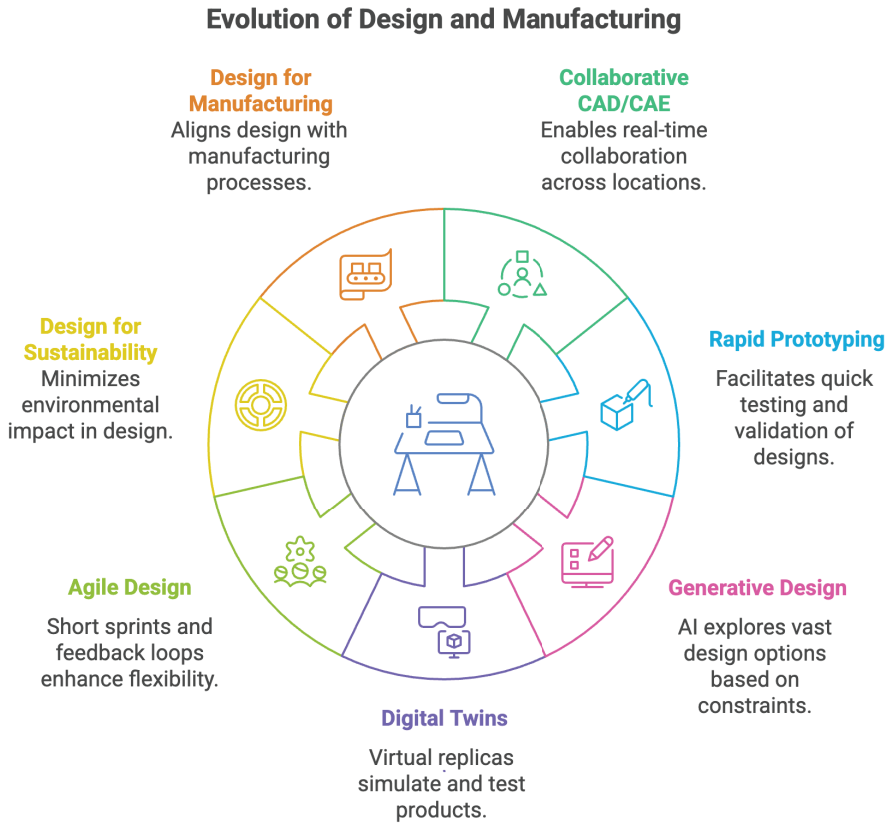 Evolution of Design and Manufacturing
Design for
Manufacturing
Aligns design with
manufacturing
processes.
Collaborative
CAD/CAE
Enables real-time
collaboration
across locations.
Design for
Sustainability
Minimizes
environmental
impact in design.
Rapid Prototyping
Facilitates quick
testing and
validation of
designs.
Agile Design
Short sprints and
feedback loops
enhance flexibility.
Generative Design
AI explores vast
design options
based on
constraints.
Digital Twins
Virtual replicas
simulate and test
products.